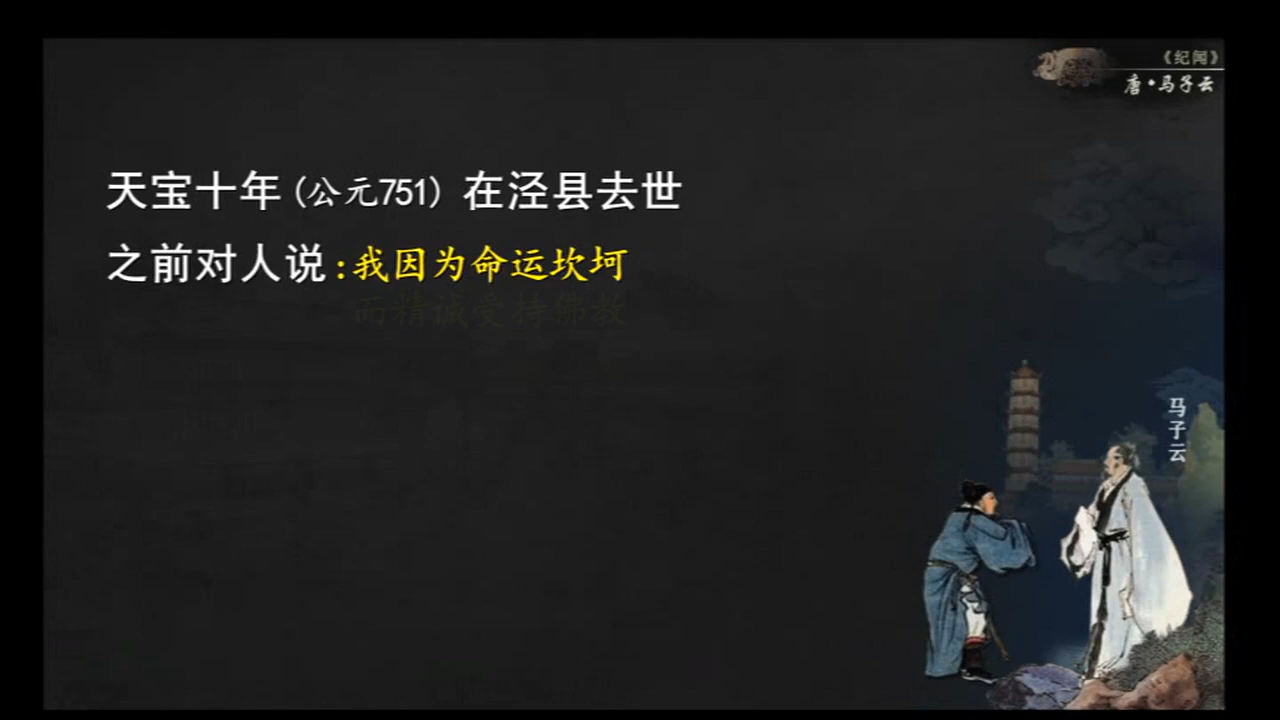 《纪闻》
唐·马子云
天宝十年(公元751)在泾县去世
之前对人说:我因为命运坎坷
而精诚受持佛教
马子云